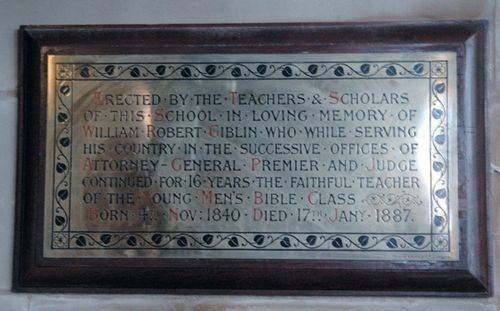 ERECTED · BY · THE · TEACHERS · & · SCHOLARS
OF · THIS · SCHOOL · IN · LOVING · MEMORY · OF
WILLIAM · ROBERT · GIBLIN · WHO · WHILE · SERVING
HIS · COUNTRY · IN · THE · SUCCESSIVE · OFFICES · OF
ATTORNEY - GENERAL · PREMIER · AND · JUDGE
CONTINUED · FOR · 16 · YEARS · THE · FAITHFUL · TEACHER
OF · THE · YOUNG · MEN'S · BIBLE · CLASS
BORN · 4TH · NOV: 1840 · DIED · 17TH · JANY · 1887.